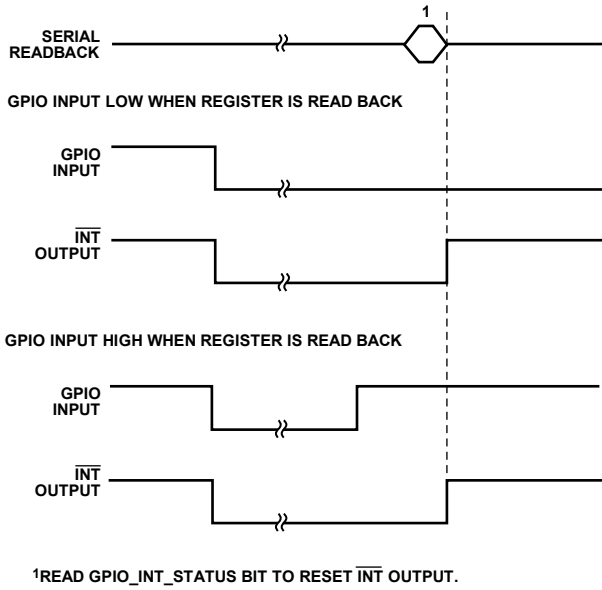 1
SERIAL
READBACK
GPIO INPUT LOW WHEN REGISTER IS READ BACK
GPIO
INPUT
INT
OUTPUT
GPIO INPUT HIGH WHEN REGISTER IS READ BACK
GPIO
INPUT
INT
OUTPUT
1READ GPIO_INT_STATUS BIT TO RESET INT OUTPUT.